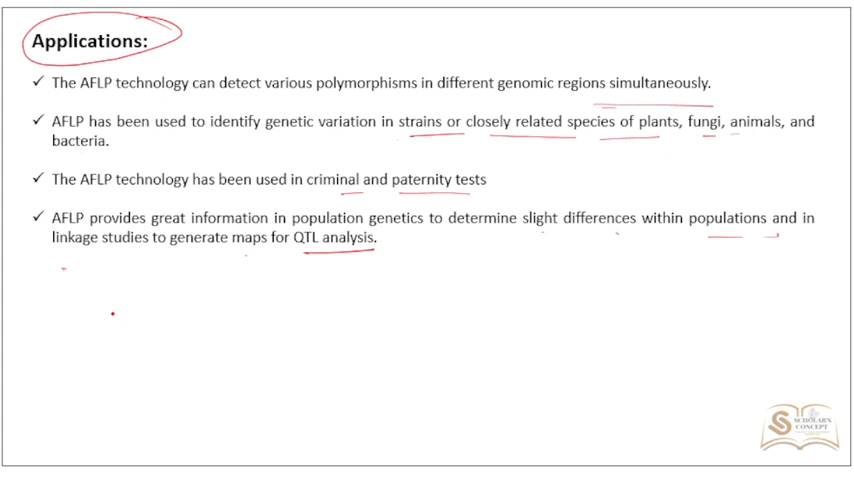 Applications:
✓ The AFLP technology can detect various polymorphisms in different genomic regions simultaneously.
✓ AFLP has been used to identify genetic variation in strains or closely related species of plants, fungi, animals, and
bacteria.
✓ The AFLP technology has been used in criminal and paternity tests
✓ AFLP provides great information in population genetics to determine slight differences within populations and in
linkage studies to generate maps for QTL analysis.
SCHOLAR'S
CONCEPT